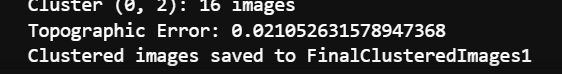 Cluster (0, 2): 16 images
Topographic Error: 0.021052631578947368
Clustered images saved to FinalClusteredImages1